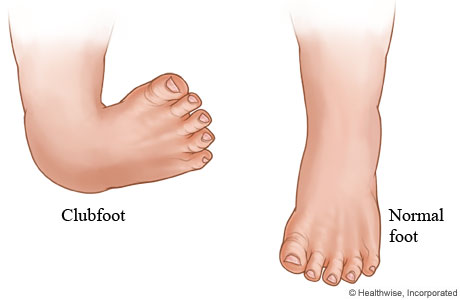 Clubfoot
Normal
foot
© Healthwise, Incorporated